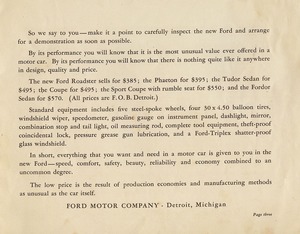 So we say to you — make it a point to carefully inspect the new Ford and arrange
for a demonstration as soon as possible.
By its performance you will know that it is the most unusual value ever offered in a
motor car. By its performance you will know that there is nothing quite like it anywhere
in design, quality and price.
The new Ford Roadster sells for $385; the Phaeton for $395; the Tudor Sedan for
$495; the Coupe for $495; the Sport Coupe with rumble seat for $550; and the Fordor
Sedan for $570. (All prices are F. O. B. Detroit.)
Standard equipment includes five steel-spoke wheels, four 30 x 4.50 balloon tires,
windshield wiper, speedometer, gasoline gauge on instrument panel, dashlight, mirror,
combination stop and tail light, oil measuring rod, complete tool equipment, theft-proof
coincidental lock, pressure grease gun lubrication, and a Ford-Triplex shatter-proof
glass windshield.
In short, everything that you want and need in a motor car is given to you in the
new Ford — speed, comfort, safety, beauty, reliability and economy combined to an
uncommon degree.
The low price is the result of production economies and manufacturing methods
as unusual as the car itself.
FORD MOTOR COMPANY · Detroit, Michigan
Page three